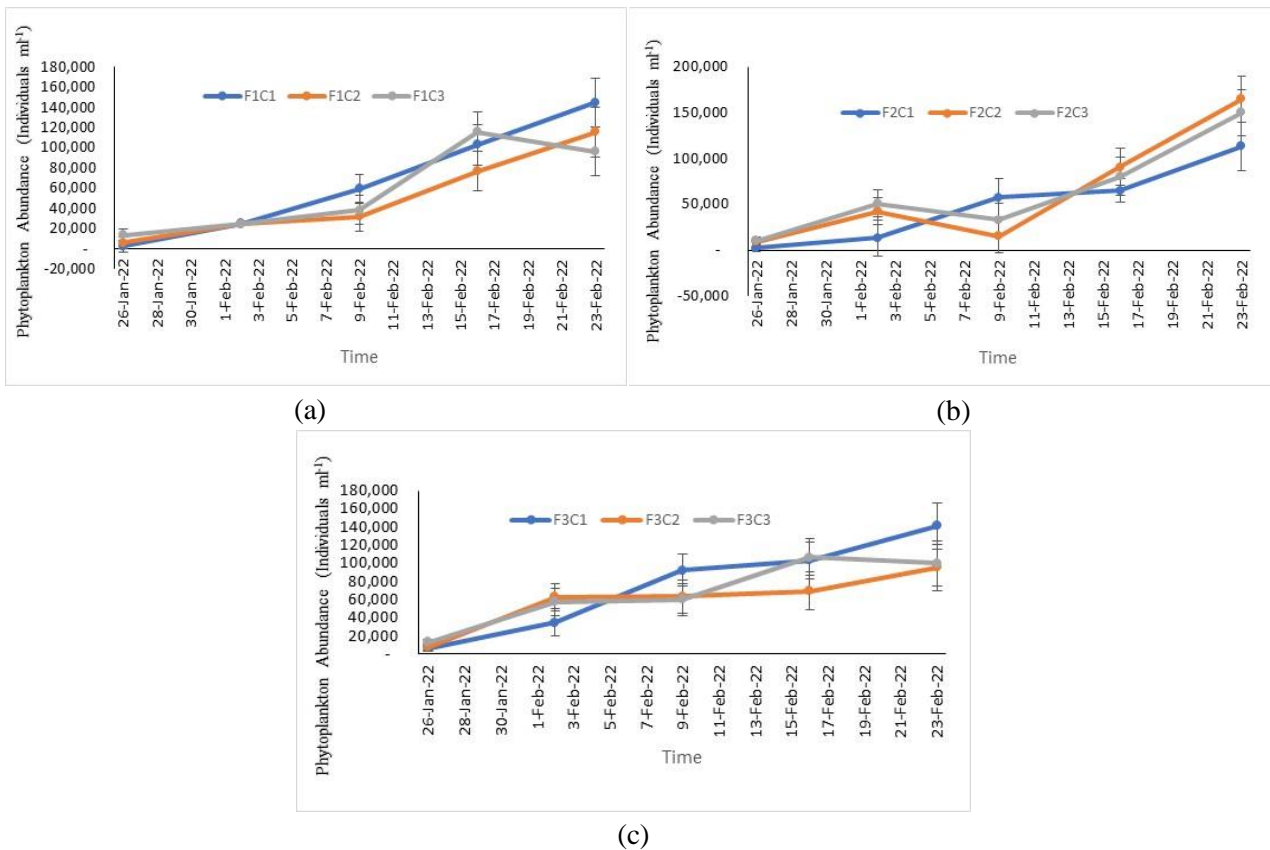 Phytoplankton Abundance (Individuals ml-1)
180,000
160,000
140,000
120,000
100,000
80,000
60,000
40,000
20,000
-
-20,000
F1C1 F1C2 F1C3
26-Jan-22
28-Jan-22
30-Jan-22
1-Feb-22
3-Feb-22
5-Feb-22
7-Feb-22
9-Feb-22
11-Feb-22
13-Feb-22
15-Feb-22
17-Feb-22
19-Feb-22
21-Feb-22
23-Feb-22
Time
(a)
Phytoplankton Abundance (Individuals ml-1)
200,000
150,000
100,000
50,000
-
-50,000
F2C1 F2C2 F2C3
26-Jan-22
28-Jan-22
30-Jan-22
1-Feb-22
3-Feb-22
5-Feb-22
7-Feb-22
9-Feb-22
11-Feb-22
13-Feb-22
15-Feb-22
17-Feb-22
19-Feb-22
21-Feb-22
23-Feb-22
Time
(b)
Phytoplankton Abundance (Individuals ml-1)
180,000
160,000
140,000
120,000
100,000
80,000
60,000
40,000
20,000
-
F3C1 F3C2 F3C3
26-Jan-22
28-Jan-22
30-Jan-22
1-Feb-22
3-Feb-22
5-Feb-22
7-Feb-22
9-Feb-22
11-Feb-22
13-Feb-22
15-Feb-22
17-Feb-22
19-Feb-22
21-Feb-22
23-Feb-22
Time
(c)